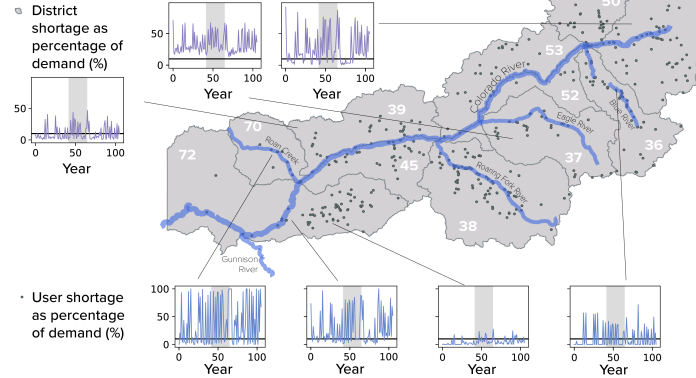 District
shortage as
percentage of
demand (%)
50
0
0 50 100
Year
50
0
0 50 100
Year
0 50 100
Year
50
53
52
39
70
72
45
37
36
38
Colorado River
Blue River
Eagle River
Roan Creek
Roaring Fork River
Gunnison
River
User shortage
as percentage
of demand (%)
100
50
0
0 50 100
Year
0 50 100
Year
0 50 100
Year
0 50 100
Year